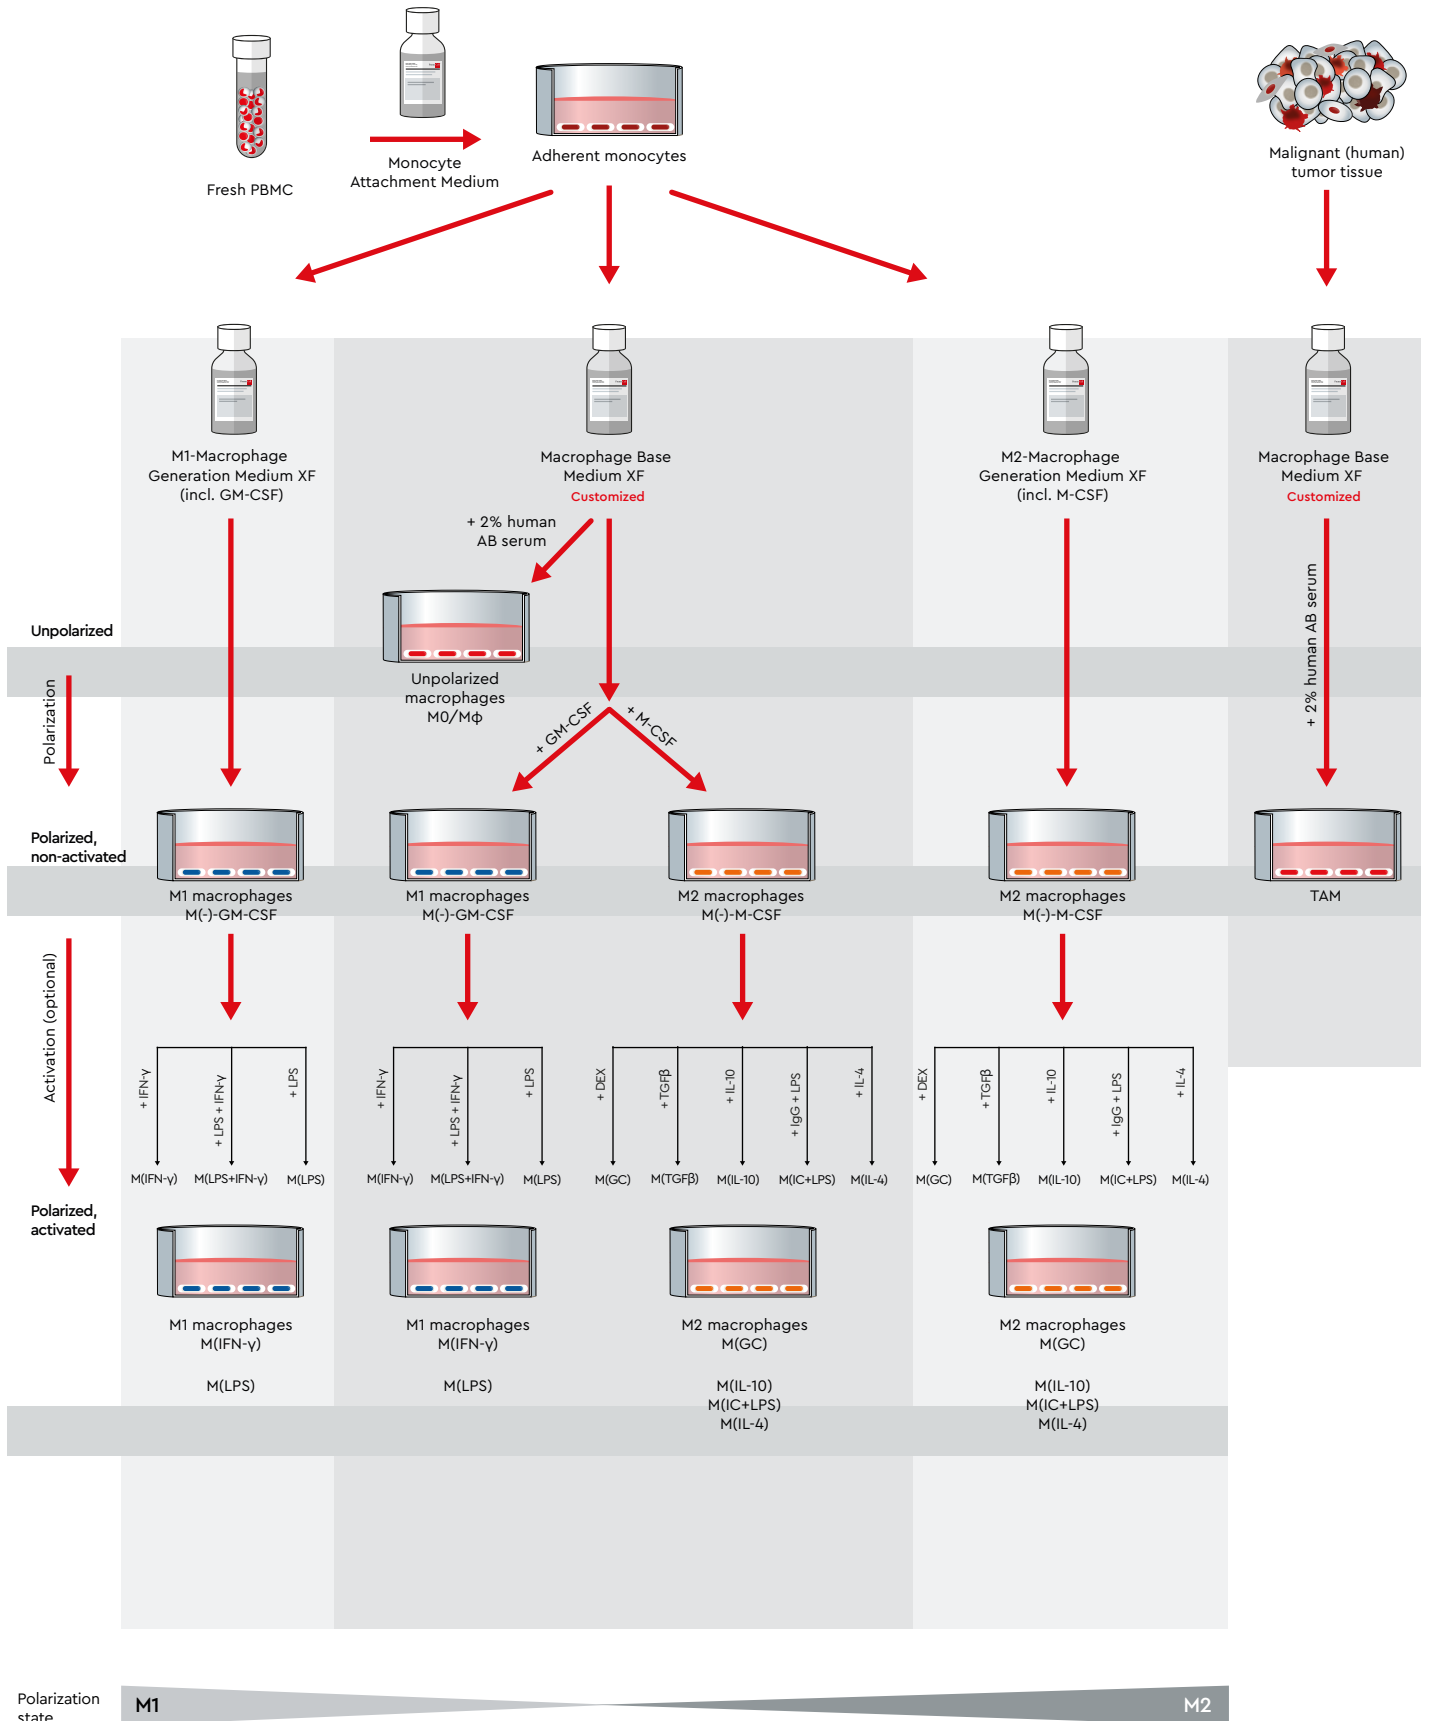 Fresh PBMC
Monocyte
Attachment Medium
Adherent monocytes
Malignant (human)
tumor tissue
M1-Macrophage
Generation Medium XF
(incl. GM-CSF)
Macrophage Base
Medium XF
Customized
M2-Macrophage
Generation Medium XF
(incl. M-CSF)
Macrophage Base
Medium XF
Customized
+ 2% human
AB serum
+ 2% human AB serum
Unpolarized
Unpolarized
macrophages
M0/Mϕ
Polarization
+ GM-CSF
+ M-CSF
Polarized,
non-activated
M1 macrophages
M(-)-GM-CSF
M1 macrophages
M(-)-GM-CSF
M2 macrophages
M(-)-M-CSF
M2 macrophages
M(-)-M-CSF
TAM
Activation (optional)
+ IFN-γ
+ LPS + IFN-γ
+ LPS
+ IFN-γ
+ LPS + IFN-γ
+ LPS
+ DEX
+ TGFβ
+ IL-10
+ IgG + LPS
+ IL-4
+ DEX
+ TGFβ
+ IL-10
+ IgG + LPS
+ IL-4
M(IFN-γ)
M(LPS+IFN-γ)
M(LPS)
M(IFN-γ)
M(LPS+IFN-γ)
M(LPS)
M(GC)
M(TGFβ)
M(IL-10)
M(IC+LPS)
M(IL-4)
M(GC)
M(TGFβ)
M(IL-10)
M(IC+LPS)
M(IL-4)
Polarized,
activated
M1 macrophages
M(IFN-γ)
M(LPS)
M1 macrophages
M(IFN-γ)
M(LPS)
M2 macrophages
M(GC)
M(IL-10)
M(IC+LPS)
M(IL-4)
M2 macrophages
M(GC)
M(IL-10)
M(IC+LPS)
M(IL-4)
Polarization
state
M1
M2